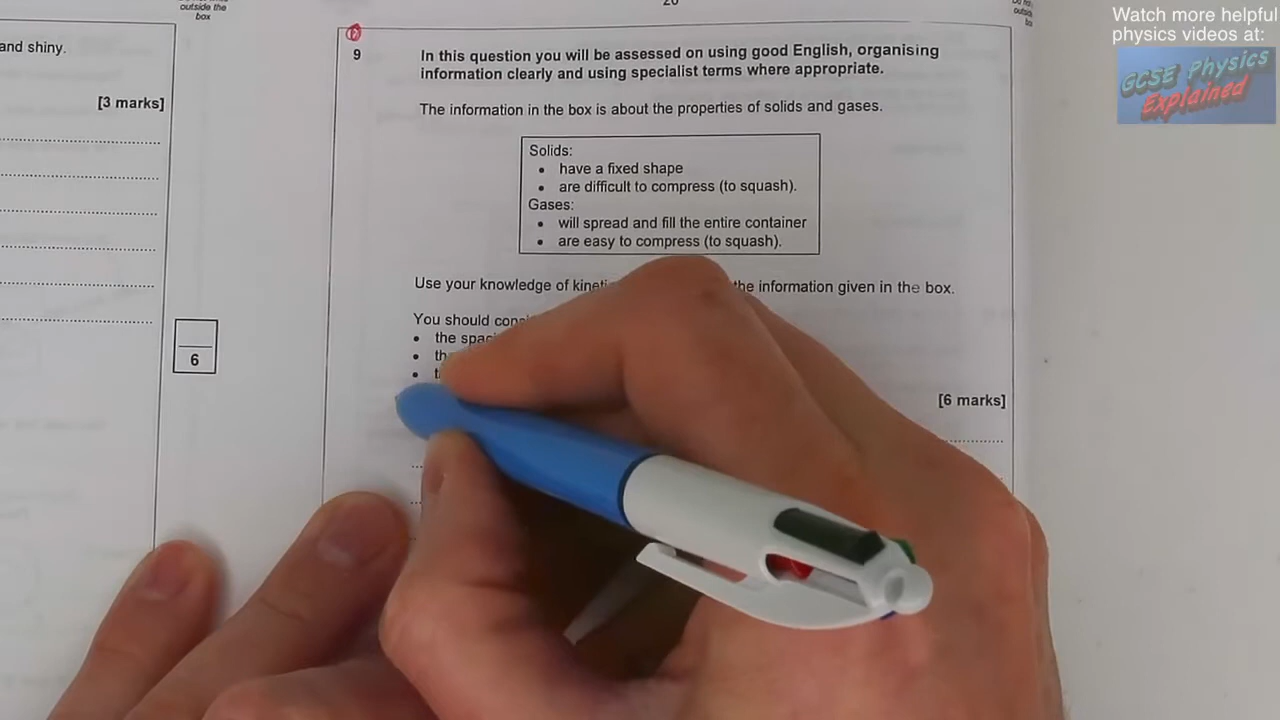 outside the
box
and shiny.
[3 marks]
6
20
outside
Watch more helpful
physics videos at:
GCSE Physics
Explained
9
In this question you will be assessed on using good English, organising
information clearly and using specialist terms where appropriate.
The information in the box is about the properties of solids and gases.
Solids:
• have a fixed shape
• are difficult to compress (to squash).
Gases:
• will spread and fill the entire container
• are easy to compress (to squash).
Use your knowledge of the information given in the box.
You should
• the
•
•
[6 marks]